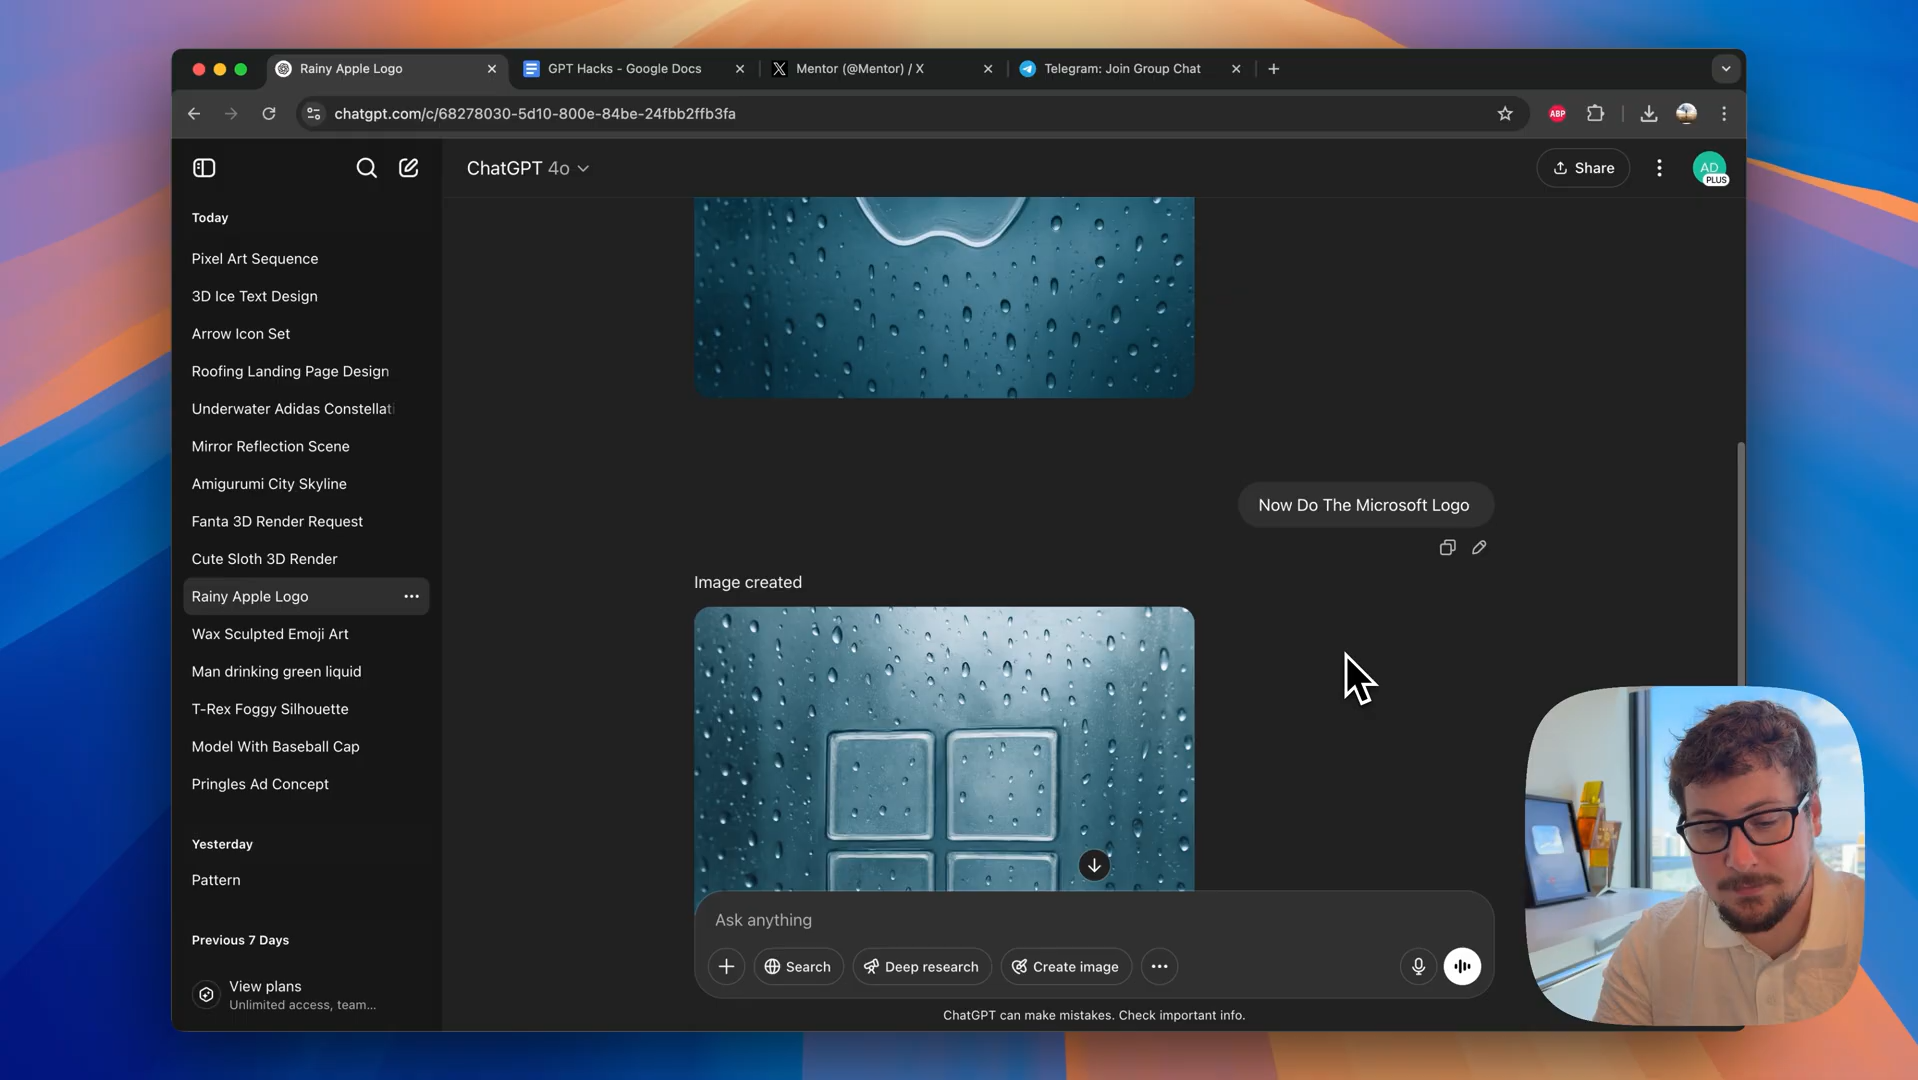 Rainy Apple Logo
GPT Hacks - Google Docs
Mentor (@Mentor) / X
Telegram: Join Group Chat
chatgpt.com/c/68278030-5d10-800e-84be-24fbb2ffb3fa
ABP
ChatGPT 4o
Share
AD
PLUS
Today
Pixel Art Sequence
3D Ice Text Design
Arrow Icon Set
Roofing Landing Page Design
Underwater Adidas Constellati
Mirror Reflection Scene
Amigurumi City Skyline
Fanta 3D Render Request
Cute Sloth 3D Render
Rainy Apple Logo
Wax Sculpted Emoji Art
Man drinking green liquid
T-Rex Foggy Silhouette
Model With Baseball Cap
Pringles Ad Concept
Yesterday
Pattern
Previous 7 Days
View plans
Unlimited access, team...
Now Do The Microsoft Logo
Image created
Ask anything
Search
Deep research
Create image
ChatGPT can make mistakes. Check important info.